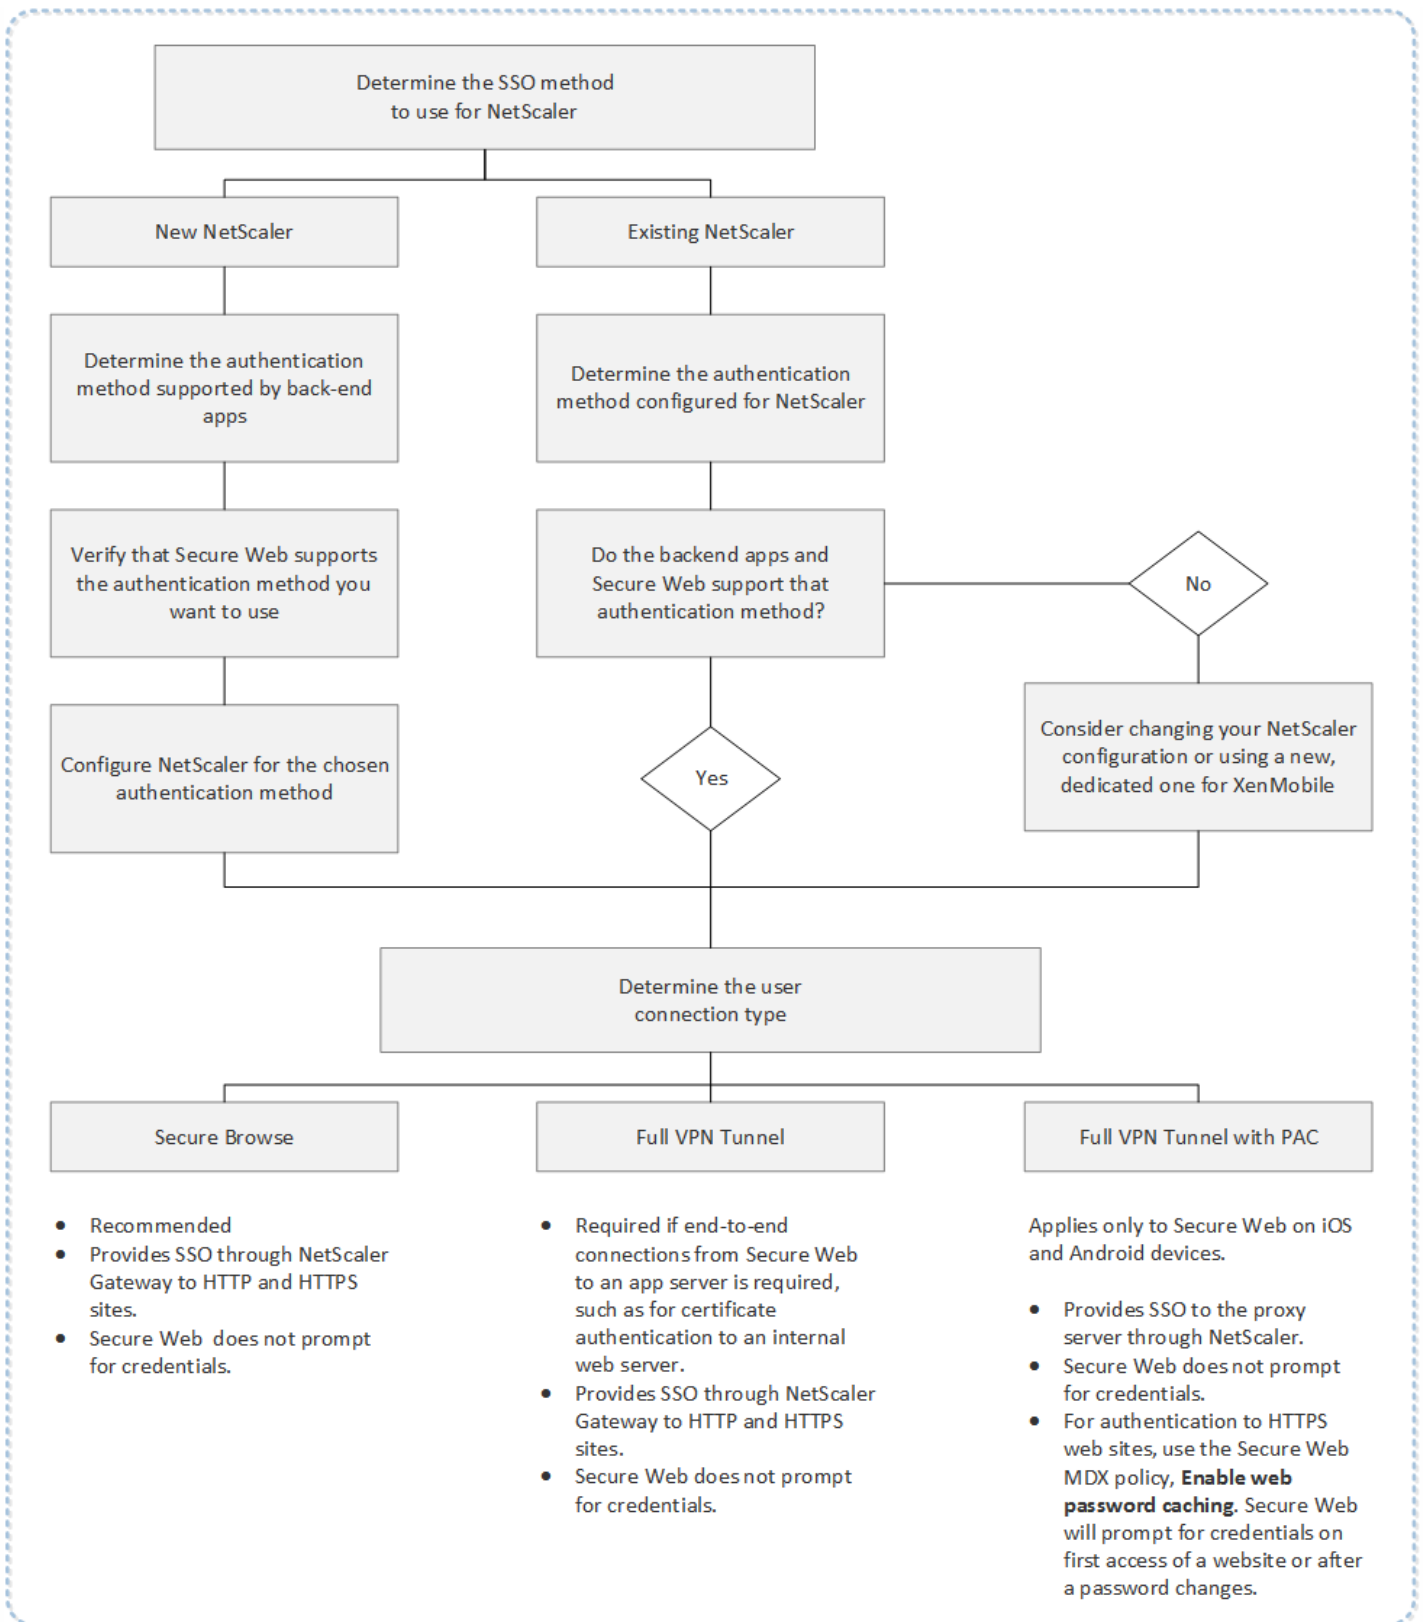 Determine the SSO method
to use for NetScaler
New NetScaler
Existing NetScaler
Determine the authentication
method supported by back-end
apps
Determine the authentication
method configured for NetScaler
Verify that Secure Web supports
the authentication method you
want to use
Do the backend apps and
Secure Web support that
authentication method?
No
Configure NetScaler for the chosen
authentication method
Yes
Consider changing your NetScaler
configuration or using a new,
dedicated one for XenMobile
Determine the user
connection type
Secure Browse
Full VPN Tunnel
Full VPN Tunnel with PAC
• Recommended
• Provides SSO through NetScaler
Gateway to HTTP and HTTPS
sites.
• Secure Web does not prompt
for credentials.
• Required if end-to-end
connections from Secure Web
to an app server is required,
such as for certificate
authentication to an internal
web server.
• Provides SSO through NetScaler
Gateway to HTTP and HTTPS
sites.
• Secure Web does not prompt
for credentials.
Applies only to Secure Web on iOS
and Android devices.
• Provides SSO to the proxy
server through NetScaler.
• Secure Web does not prompt
for credentials.
• For authentication to HTTPS
web sites, use the Secure Web
MDX policy, Enable web
password caching. Secure Web
will prompt for credentials on
first access of a website or after
a password changes.